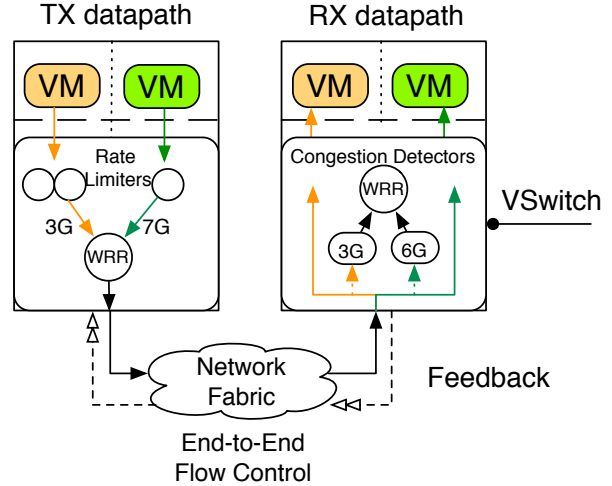 TX datapath
RX datapath
VM
VM
VM
VM
Rate
Limiters
Congestion Detectors
WRR
VSwitch
3G
7G
3G
6G
WRR
Network
Fabric
Feedback
End-to-End
Flow Control